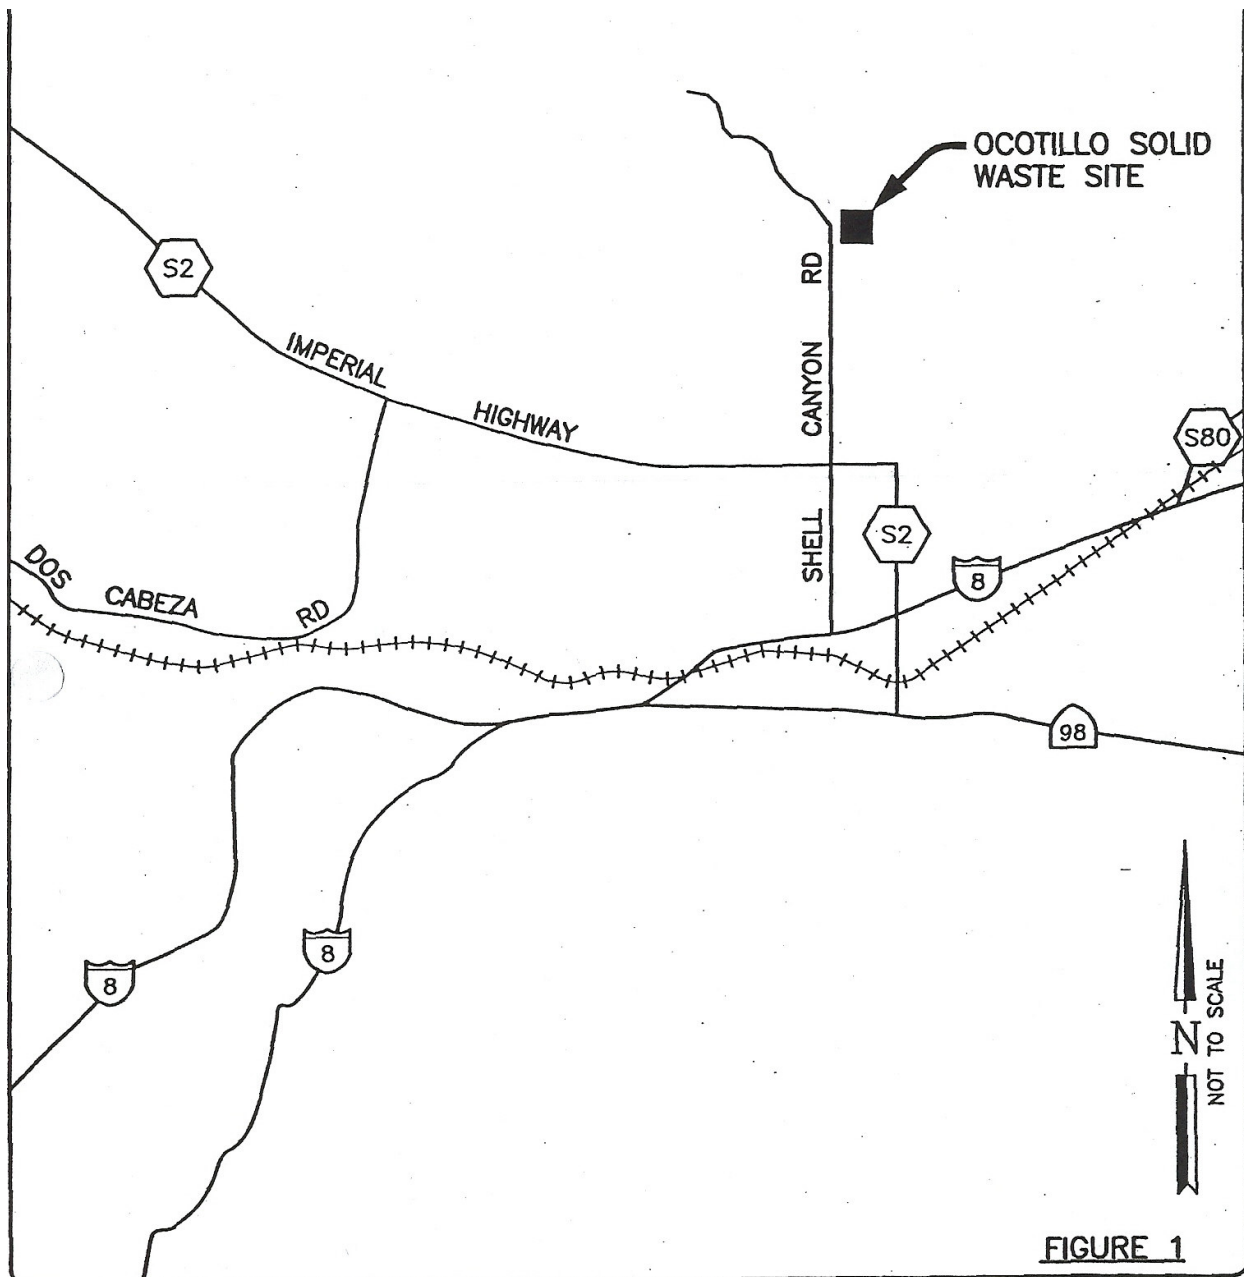 OCOTILLO SOLID
WASTE SITE
S2
IMPERIAL HIGHWAY
SHELL CANYON RD
S80
S2
8
DOS CABEZA RD
98
8
8
N
NOT TO SCALE
FIGURE 1